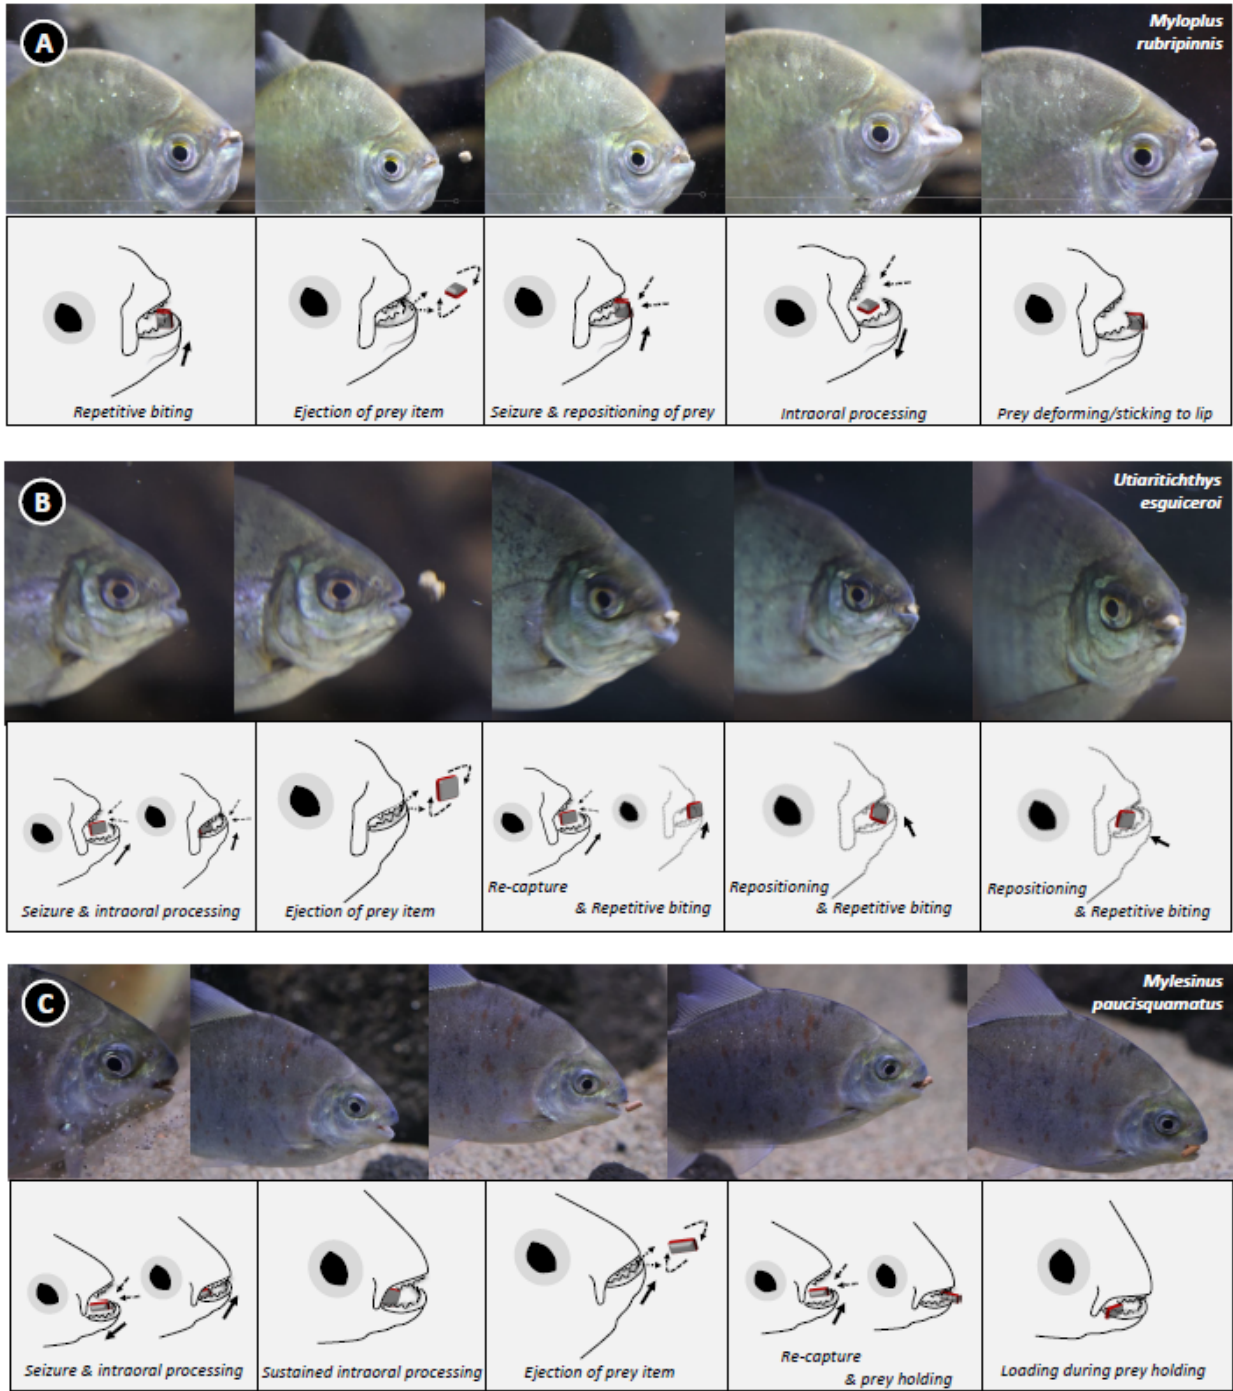 A
Myloplus
rubripinnis
Repetitive biting
Ejection of prey item
Seizure & repositioning of prey
Intraoral processing
Prey deforming/sticking to lip
B
Utiaritichthys
esguiceroi
Seizure & intraoral processing
Ejection of prey item
Re-capture
& Repetitive biting
Repositioning
& Repetitive biting
Repositioning
& Repetitive biting
C
Mylesinus
paucisquamatus
Seizure & intraoral processing
Sustained intraoral processing
Ejection of prey item
Re-capture
& prey holding
Loading during prey holding